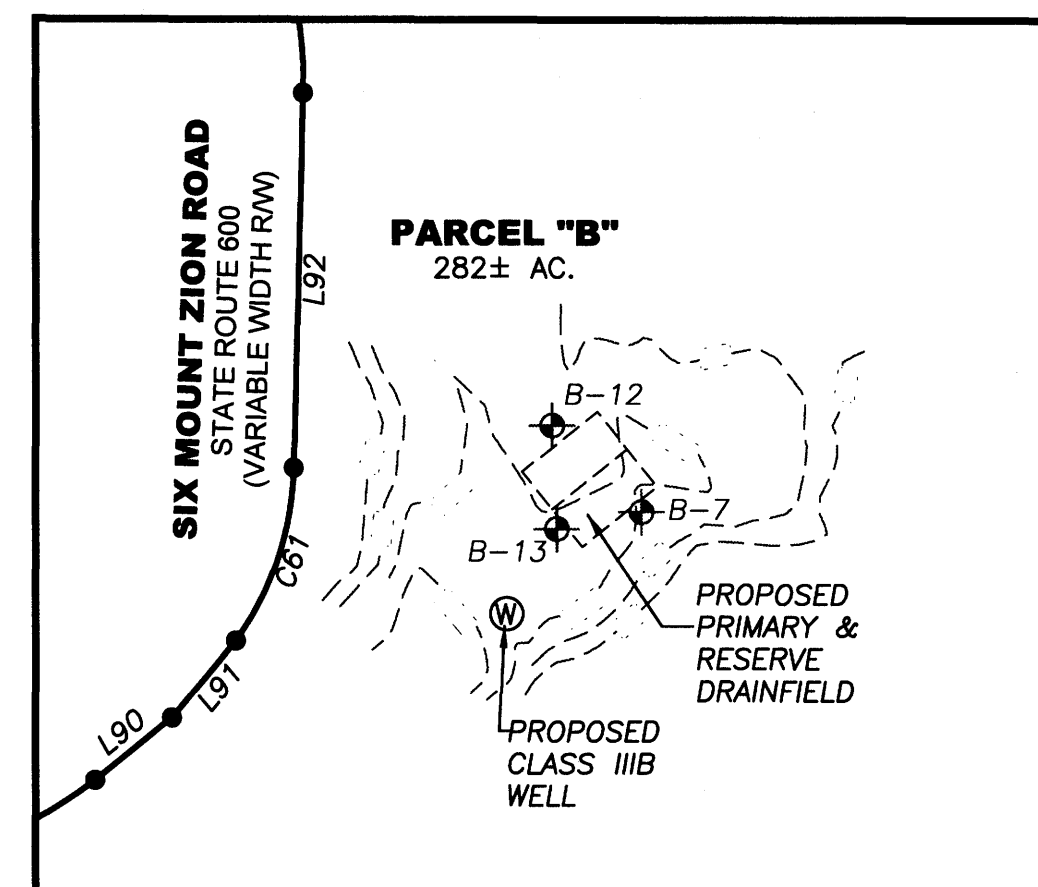 SIX MOUNT ZION ROAD
STATE ROUTE 600
(VARIABLE WIDTH R/W)
L92
PARCEL "B"
282± AC.
B-12
B-7
B-13
C61
L91
L90
W
PROPOSED
PRIMARY &
RESERVE
DRAINFIELD
PROPOSED
CLASS IIIB
WELL